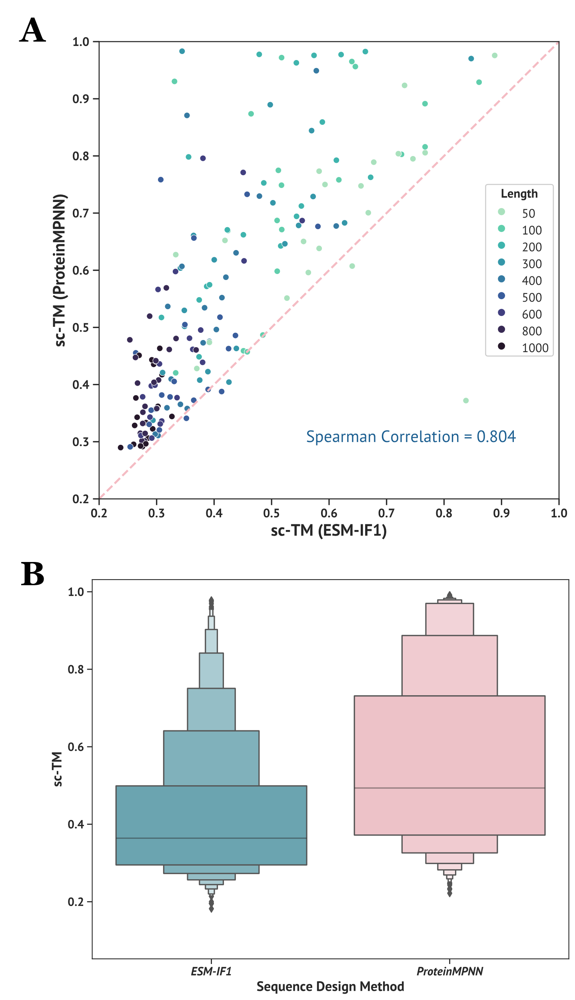 A
1.0
0.9
0.8
0.7
0.6
0.5
0.4
0.3
0.2
sc-TM (ProteinMPNN)
Length
50
100
200
300
400
500
600
800
1000
Spearman Correlation = 0.804
0.2 0.3 0.4 0.5 0.6 0.7 0.8 0.9 1.0
sc-TM (ESM-IF1)
B
1.0
0.8
0.6
0.4
0.2
sc-TM
ESM-IF1 ProteinMPNN
Sequence Design Method